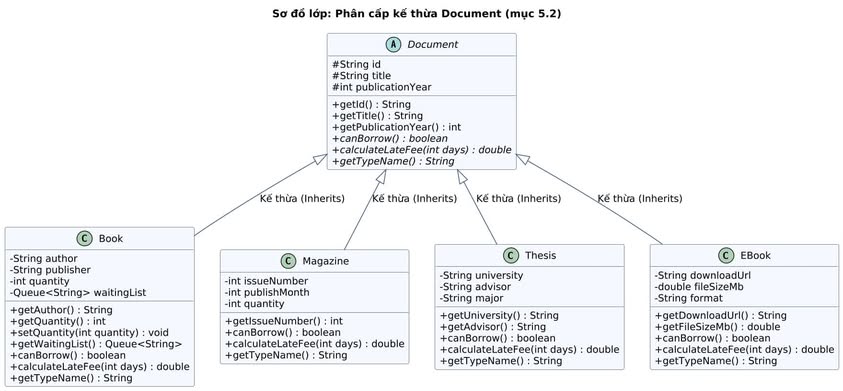 Sơ đồ lớp: Phân cấp kế thừa Document (mục 5.2)
A Document
#String id
#String title
#int publicationYear
+getId() : String
+getTitle() : String
+getPublicationYear() : int
+canBorrow() : boolean
+calculateLateFee(int days) : double
+getTypeName() : String
Kế thừa (Inherits)
Kế thừa (Inherits)
Kế thừa (Inherits)
Kế thừa (Inherits)
C Book
-String author
-String publisher
-int quantity
-Queue<String> waitingList
+getAuthor() : String
+getQuantity() : int
+setQuantity(int quantity) : void
+getWaitingList() : Queue<String>
+canBorrow() : boolean
+calculateLateFee(int days) : double
+getTypeName() : String
C Magazine
-int issueNumber
-int publishMonth
-int quantity
+getIssueNumber() : int
+canBorrow() : boolean
+calculateLateFee(int days) : double
+getTypeName() : String
C Thesis
-String university
-String advisor
-String major
+getUniversity() : String
+getAdvisor() : String
+canBorrow() : boolean
+calculateLateFee(int days) : double
+getTypeName() : String
C EBook
-String downloadUrl
-double fileSizeMb
-String format
+getDownloadUrl() : String
+getFileSizeMb() : double
+canBorrow() : boolean
+calculateLateFee(int days) : double
+getTypeName() : String